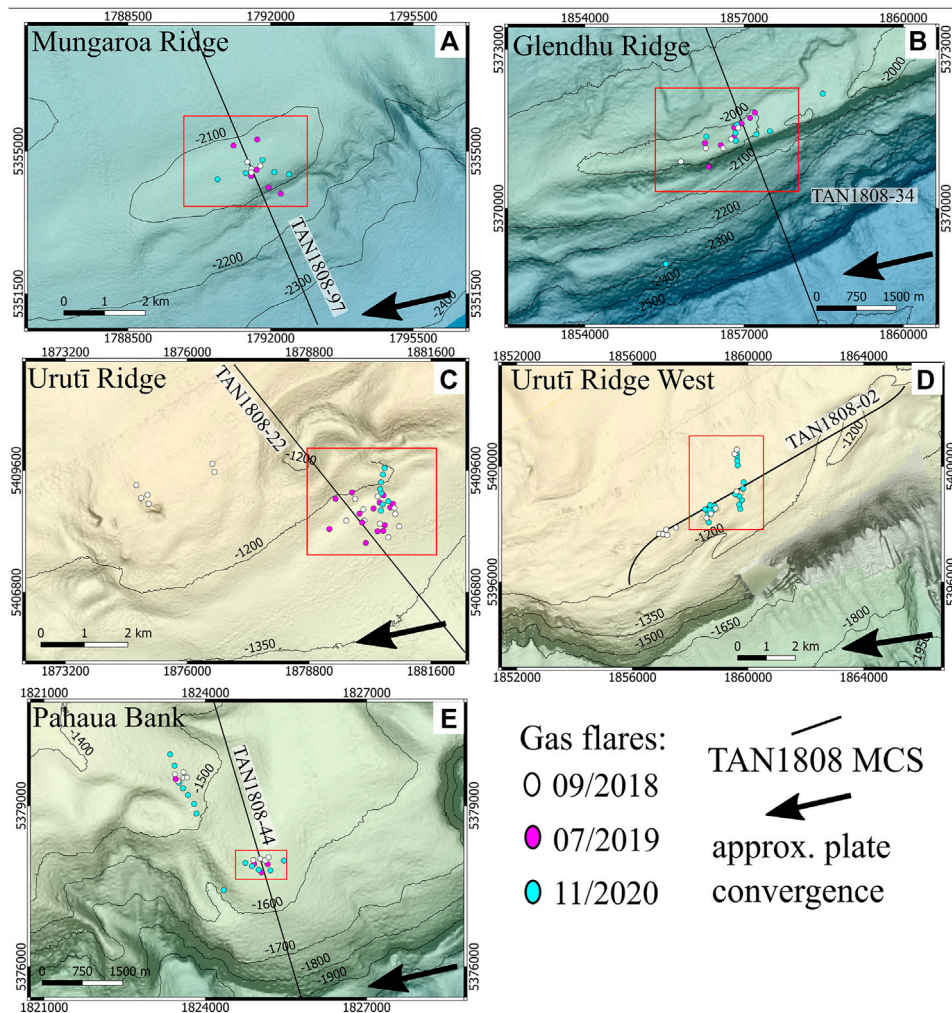 1788500 1792000 1795500
Mungaroa Ridge
A
-2100
5355000
5355000
TAN1808-97
-2200
-2300
-2400
5351500
5351500
0 1 2 km
1788500 1792000 1795500
1854000 1857000 1860000
Glendhu Ridge
B
5373000
5373000
-2000
-2000
-2100
TAN1808-34
-2200
-2300
-2400
-2500
5370000
5370000
0 750 1500 m
1854000 1857000 1860000
1873200 1876000 1878800 1881600
Urutī Ridge
C
TAN1808-22
-1200
5409600
5409600
-1200
5406800
5406800
-1350
0 1 2 km
1873200 1876000 1878800 1881600
1852000 1856000 1860000 1864000
Urutī Ridge West
D
TAN1808-02
-1200
5400000
5400000
-1200
5396000
5396000
-1350
-1500
-1650
-1800
-1950
0 1 2 km
1852000 1856000 1860000 1864000
1821000 1824000 1827000
Pahaua Bank
E
-1400
-1500
TAN1808-44
5379000
5379000
-1600
-1700
-1800
-1900
5376000
5376000
0 750 1500 m
1821000 1824000 1827000
Gas flares:
09/2018
07/2019
11/2020
TAN1808 MCS
approx. plate
convergence